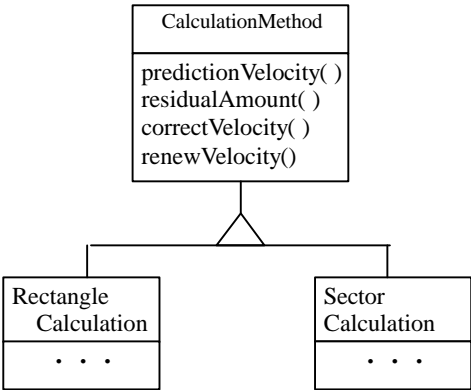 CalculationMethod
predictionVelocity( )
residualAmount( )
correctVelocity( )
renewVelocity()
Rectangle
Calculation
. . .
Sector
Calculation
. . .